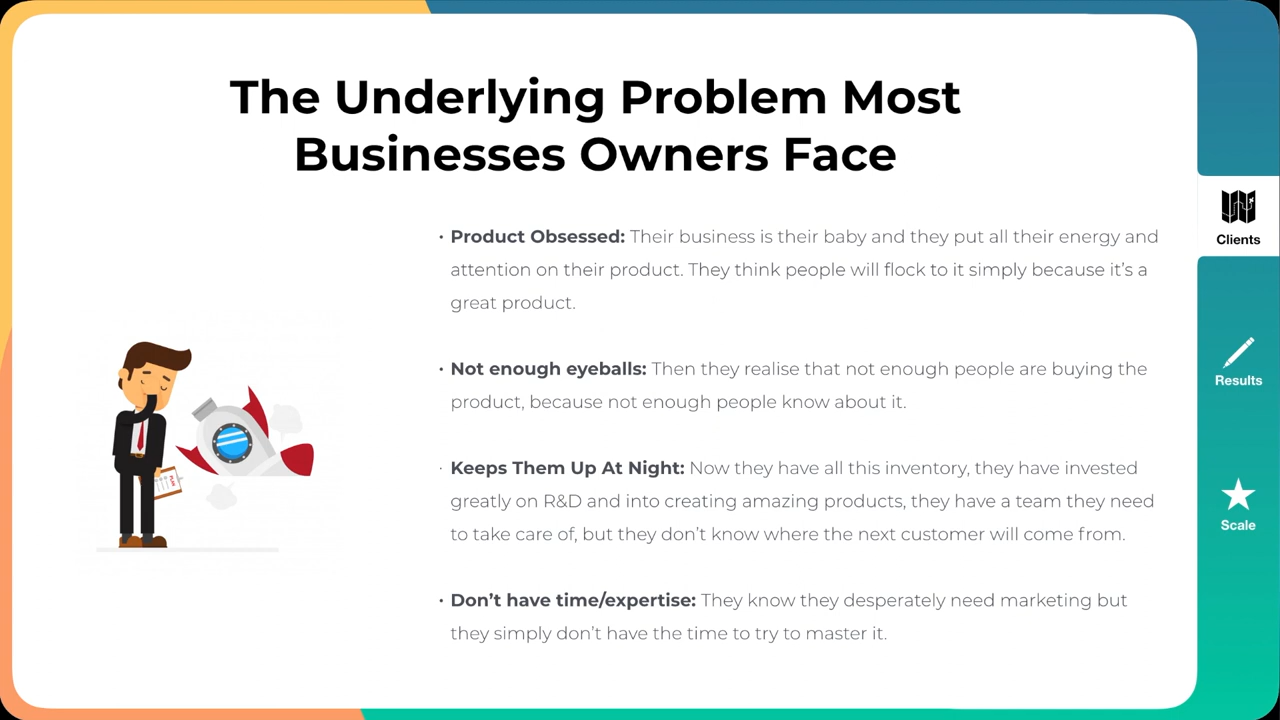 The Underlying Problem Most
Businesses Owners Face
• Product Obsessed: Their business is their baby and they put all their energy and
attention on their product. They think people will flock to it simply because it’s a
great product.
• Not enough eyeballs: Then they realise that not enough people are buying the
product, because not enough people know about it.
• Keeps Them Up At Night: Now they have all this inventory, they have invested
greatly on R&D and into creating amazing products, they have a team they need
to take care of, but they don’t know where the next customer will come from.
• Don’t have time/expertise: They know they desperately need marketing but
they simply don’t have the time to try to master it.
PLAN
Clients
Results
Scale